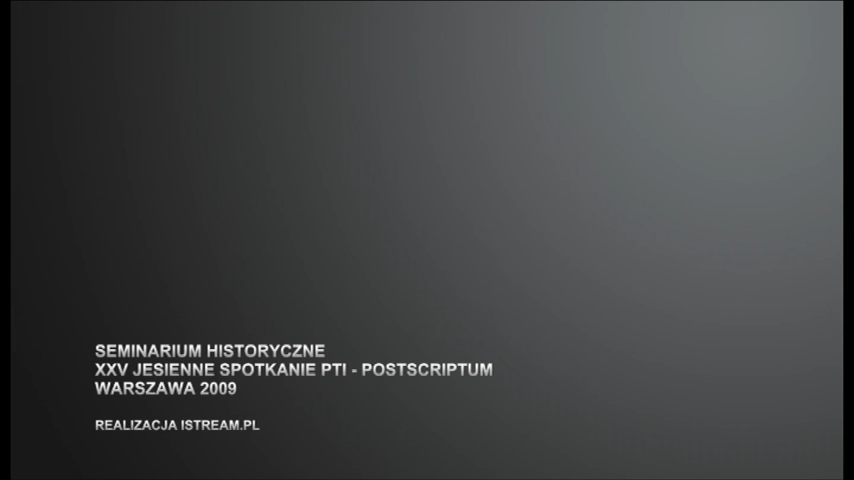 SEMINARIUM HISTORYCZNE
XXV JESIENNE SPOTKANIE PTI - POSTSCRIPTUM
WARSZAWA 2009
REALIZACJA ISTREAM.PL